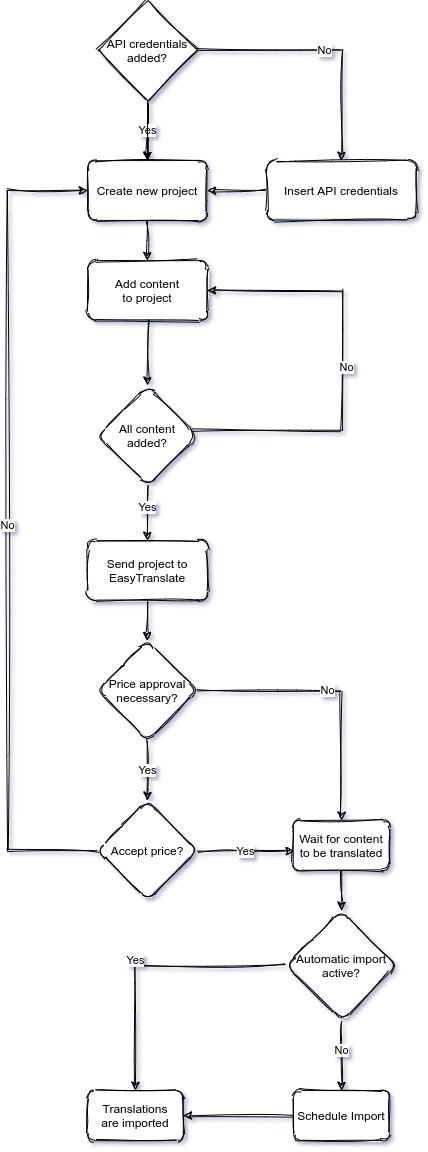 API credentials
added?
No
Yes
Create new project
Insert API credentials
Add content
to project
No
All content
added?
Yes
No
Send project to
EasyTranslate
Price approval
necessary?
No
Yes
Accept price?
Yes
Wait for content
to be translated
Automatic import
active?
Yes
No
Translations
are imported
Schedule Import